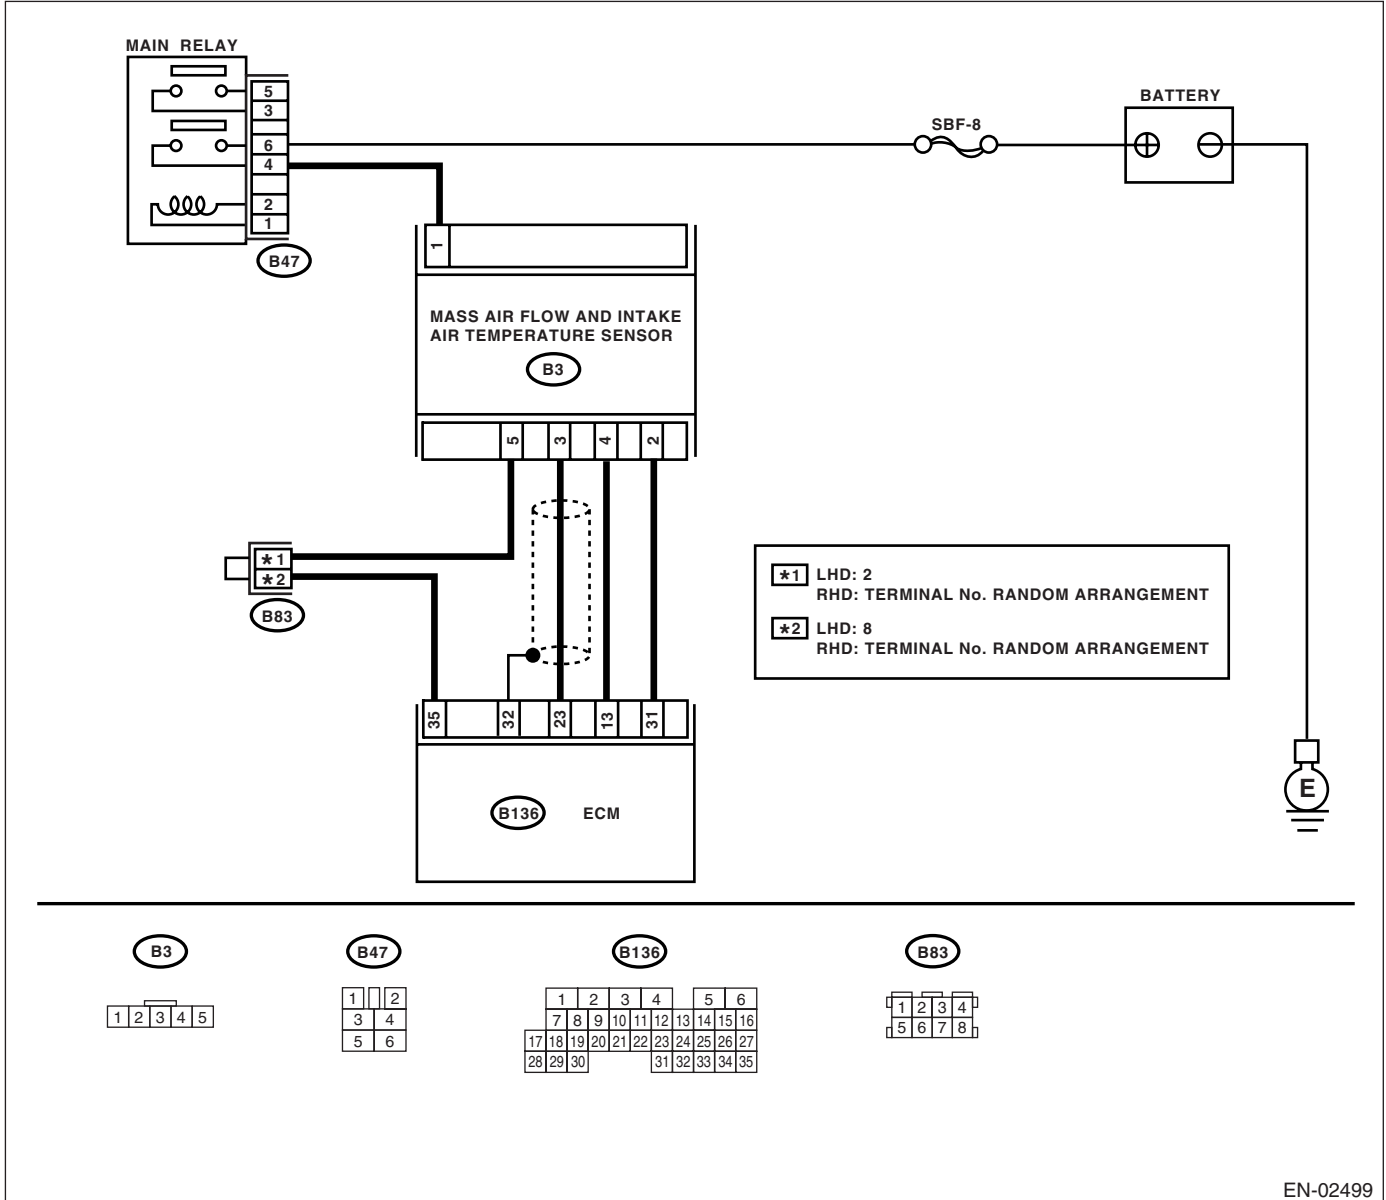 MAIN RELAY
BATTERY
SBF-8
5
3
6
4
2
1
B47
1
MASS AIR FLOW AND INTAKE
AIR TEMPERATURE SENSOR
B3
5 3 4 2
*1
*2
B83
*1 LHD: 2
RHD: TERMINAL No. RANDOM ARRANGEMENT
*2 LHD: 8
RHD: TERMINAL No. RANDOM ARRANGEMENT
35 32 23 13 31
E
B136 ECM
B3 B47 B136 B83
1 2 3 4 5
1 2
3 4
5 6
1 2 3 4 5 6
7 8 9 10 11 12 13 14 15 16
17 18 19 20 21 22 23 24 25 26 27
28 29 30 31 32 33 34 35
1 2 3 4
5 6 7 8
EN-02499